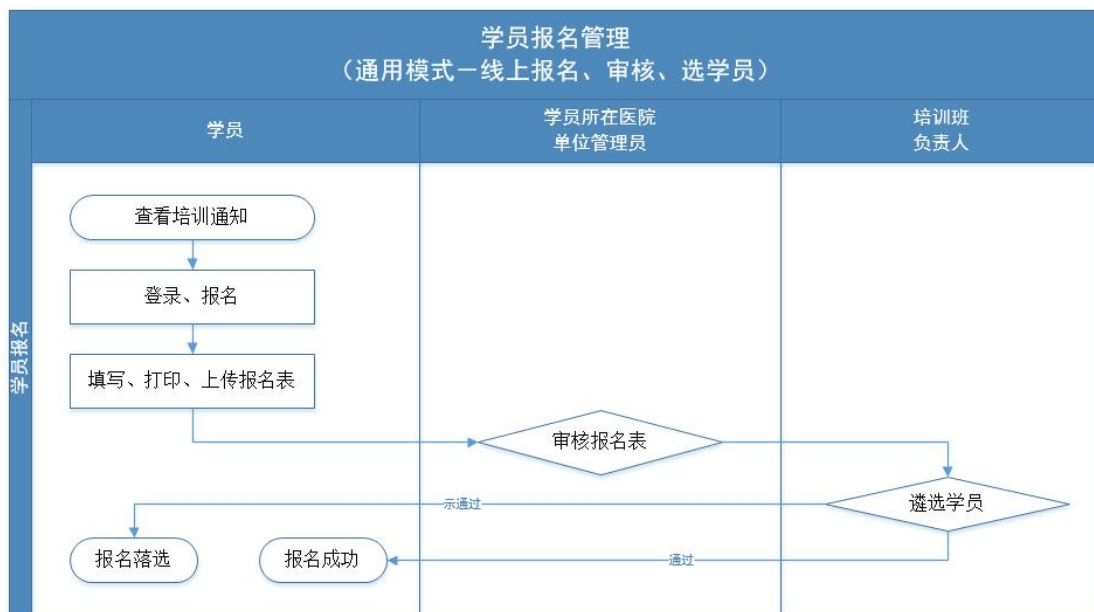 学员报名管理
（通用模式－线上报名、审核、选学员）
学员
学员所在医院
单位管理员
培训班
负责人
学员报名
查看培训通知
登录、报名
填写、打印、上传报名表
审核报名表
遴选学员
示通过
报名落选
报名成功
通过